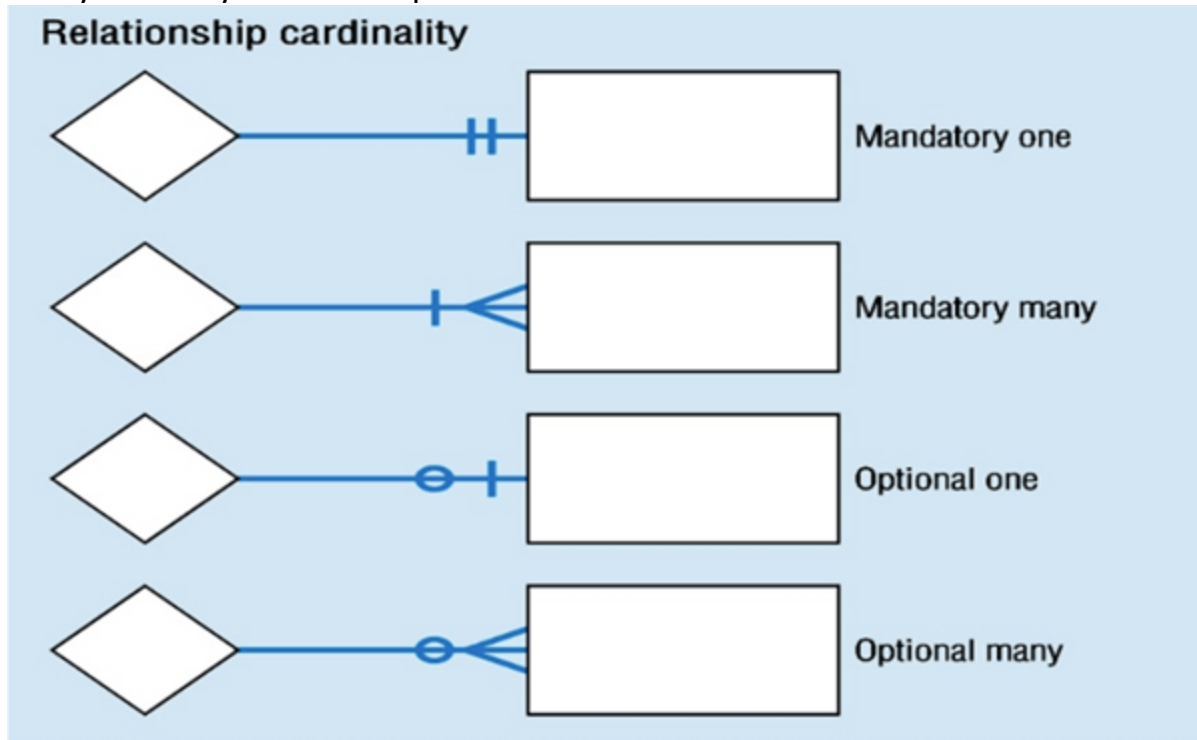 Relationship cardinality
Mandatory one
Mandatory many
Optional one
Optional many